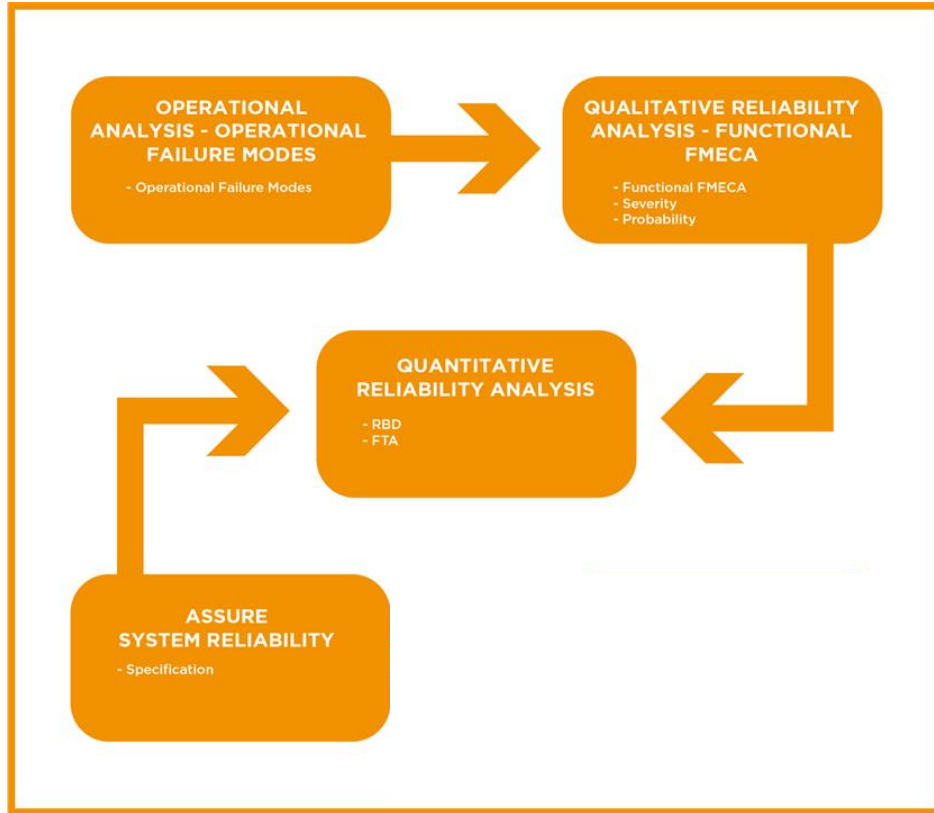 OPERATIONAL
ANALYSIS - OPERATIONAL
FAILURE MODES
- Operational Failure Modes
QUALITATIVE RELIABILITY
ANALYSIS - FUNCTIONAL
FMECA
- Functional FMECA
- Severity
- Probability
QUANTITATIVE
RELIABILITY ANALYSIS
- RBD
- FTA
ASSURE
SYSTEM RELIABILITY
- Specification